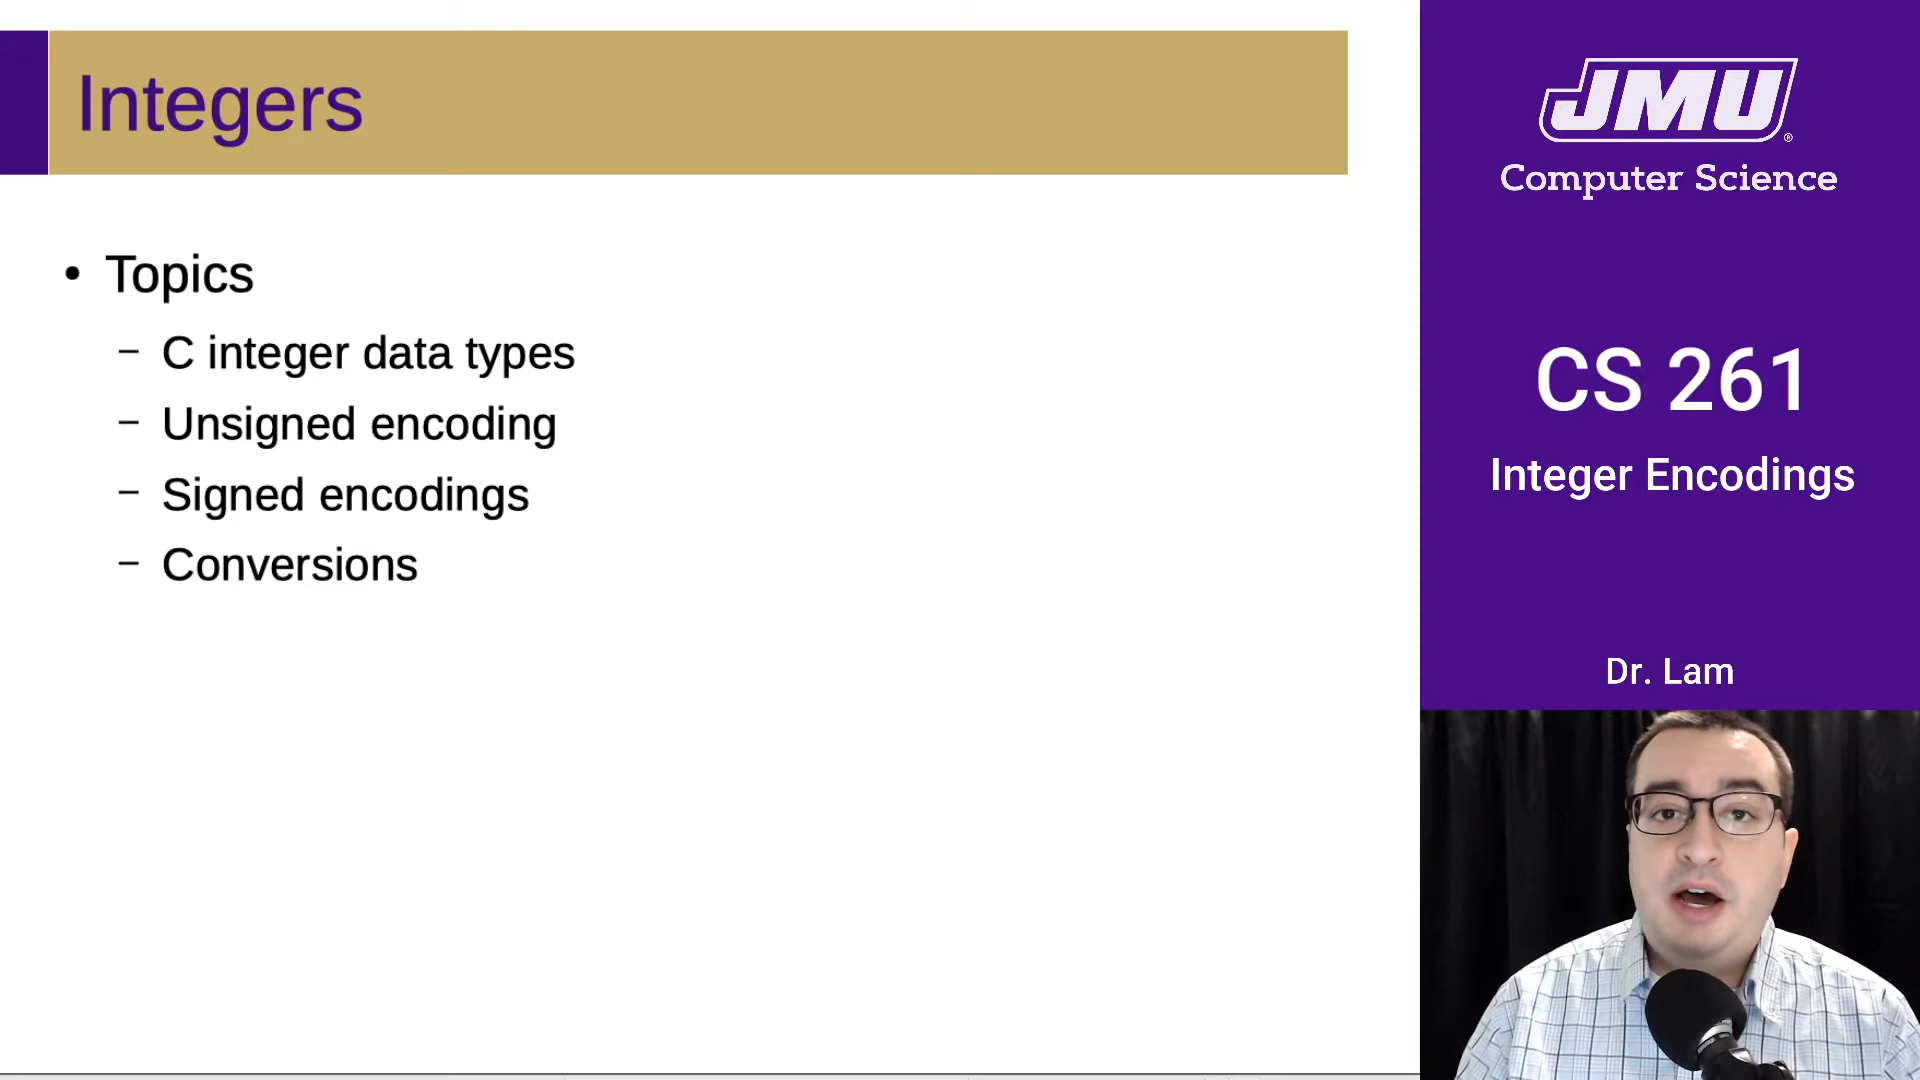 Integers
• Topics
– C integer data types
– Unsigned encoding
– Signed encodings
– Conversions
JMU®
Computer Science
CS 261
Integer Encodings
Dr. Lam